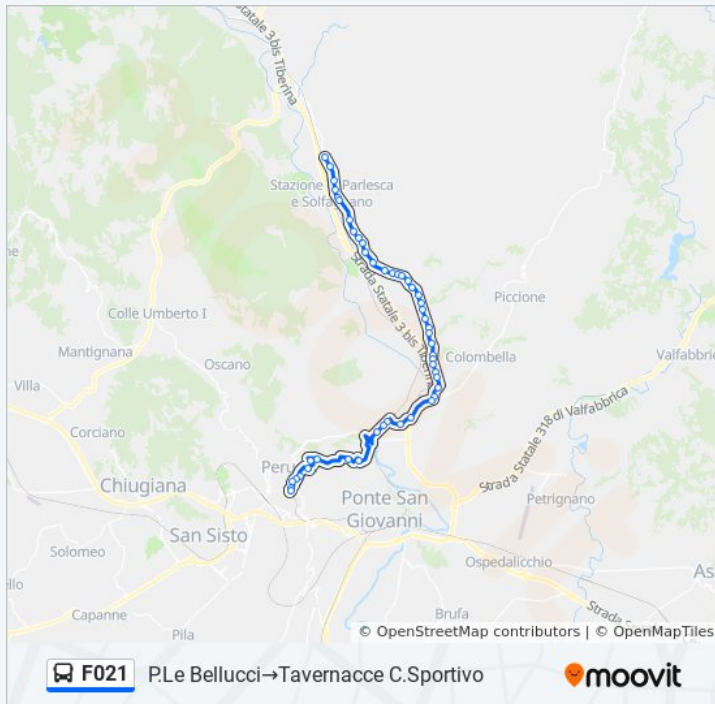 Statale 3 bis Tiberina
Stazione Parlesca
e Solfagnano
Strada Statale 3 bis Tiberina
Piccione
Colle Umberto I
Mantignana
Colombella
Valfabbrica
Villa
Oscano
Corciano
Strada Statale 318 di Valfabbrica
Peru
Chiugiana
Ponte San
Giovanni
Petrignano
San Sisto
Solomeo
Ospedalicchio
As
Capanne
Brufa
Strada S
Pila
© OpenStreetMap contributors | © OpenMapTiles
F021
P.Le Bellucci→Tavernacce C.Sportivo
moovit